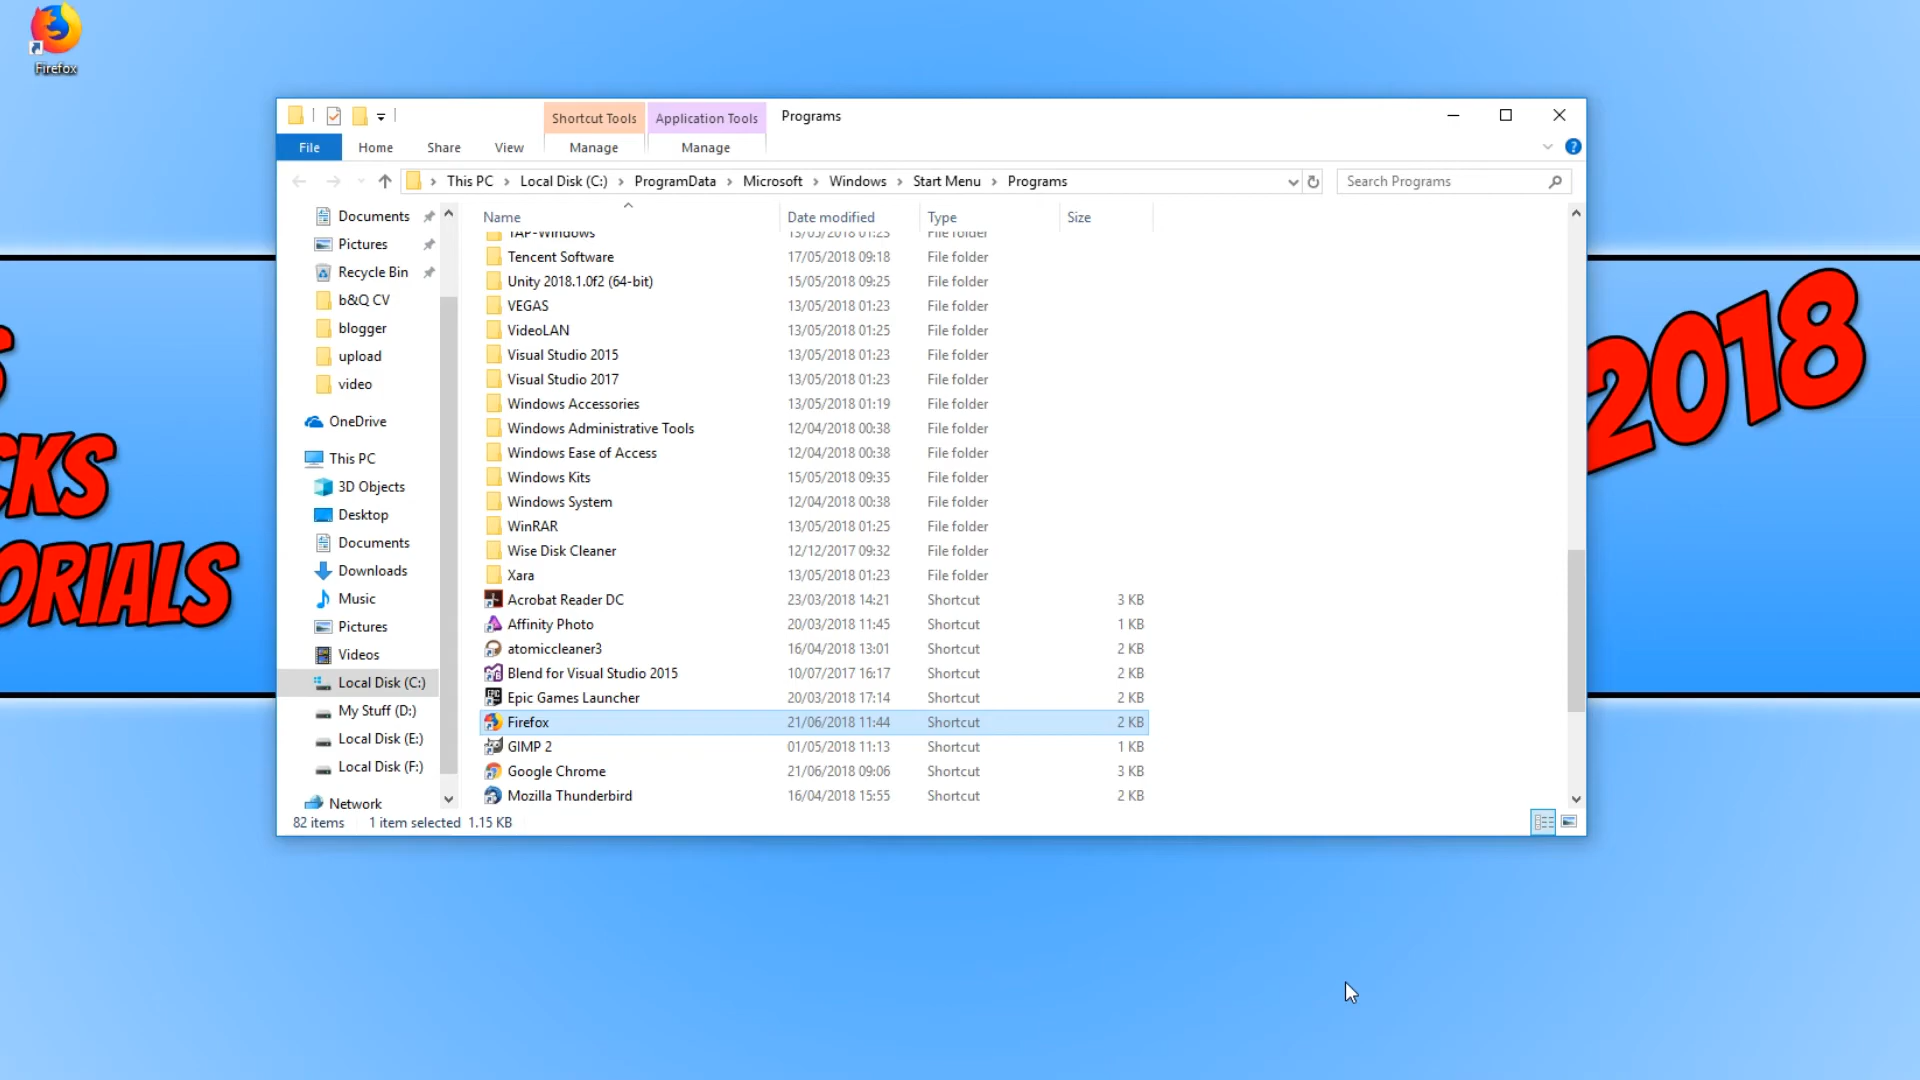 Firefox
Shortcut Tools Application Tools Programs
File Home Share View Manage Manage
This PC Local Disk (C:) ProgramData Microsoft Windows Start Menu Programs
Search Programs
Documents
Pictures
Recycle Bin
b&Q CV
blogger
upload
video
OneDrive
This PC
3D Objects
Desktop
Documents
Downloads
Music
Pictures
Videos
Local Disk (C:)
My Stuff (D:)
Local Disk (E:)
Local Disk (F:)
Network
Name Date modified Type Size
TAP-Windows 13/05/2018 01:25 File folder
Tencent Software 17/05/2018 09:18 File folder
Unity 2018.1.0f2 (64-bit) 15/05/2018 09:25 File folder
VEGAS 13/05/2018 01:23 File folder
VideoLAN 13/05/2018 01:25 File folder
Visual Studio 2015 13/05/2018 01:23 File folder
Visual Studio 2017 13/05/2018 01:23 File folder
Windows Accessories 13/05/2018 01:19 File folder
Windows Administrative Tools 12/04/2018 00:38 File folder
Windows Ease of Access 12/04/2018 00:38 File folder
Windows Kits 15/05/2018 09:35 File folder
Windows System 12/04/2018 00:38 File folder
WinRAR 13/05/2018 01:25 File folder
Wise Disk Cleaner 12/12/2017 09:32 File folder
Xara 13/05/2018 01:23 File folder
Acrobat Reader DC 23/03/2018 14:21 Shortcut 3 KB
Affinity Photo 20/03/2018 11:45 Shortcut 1 KB
atomiccleaner3 16/04/2018 13:01 Shortcut 2 KB
Blend for Visual Studio 2015 10/07/2017 16:17 Shortcut 2 KB
Epic Games Launcher 20/03/2018 17:14 Shortcut 2 KB
Firefox 21/06/2018 11:44 Shortcut 2 KB
GIMP 2 01/05/2018 11:13 Shortcut 1 KB
Google Chrome 21/06/2018 09:06 Shortcut 3 KB
Mozilla Thunderbird 16/04/2018 15:55 Shortcut 2 KB
82 items 1 item selected 1.15 KB
S
CKS
ORIALS
2018